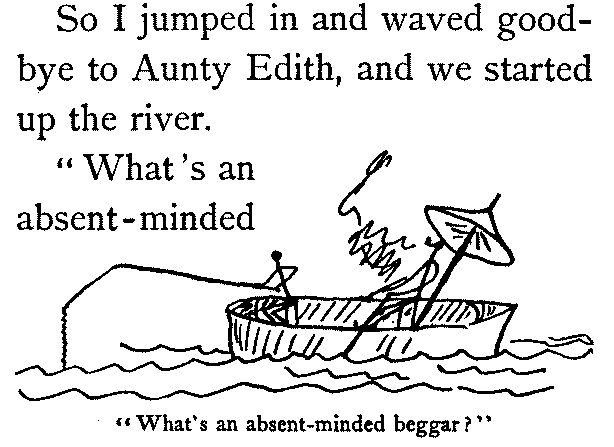 So I jumped in and waved good-
bye to Aunty Edith, and we started
up the river.
“ What's an
absent-minded
“ What's an absent-minded beggar?”